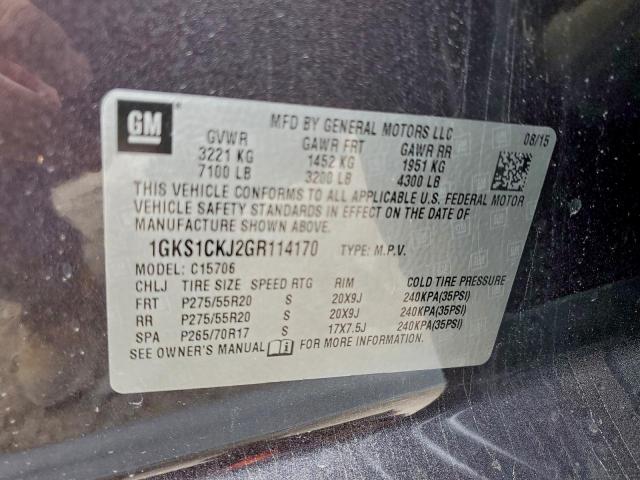 GM
MFD BY GENERAL MOTORS LLC
08/15
GVWR GAWR FRT GAWR RR
3221 KG 1452 KG 1951 KG
7100 LB 3200 LB 4300 LB
THIS VEHICLE CONFORMS TO ALL APPLICABLE U.S. FEDERAL MOTOR
VEHICLE SAFETY STANDARDS IN EFFECT ON THE DATE OF
MANUFACTURE SHOWN ABOVE.
1GKS1CKJ2GR114170 TYPE: M.P.V.
MODEL: C15706
CHLJ TIRE SIZE SPEED RTG RIM COLD TIRE PRESSURE
FRT P275/55R20 S 20X9J 240KPA(35PSI)
RR P275/55R20 S 20X9J 240KPA(35PSI)
SPA P265/70R17 S 17X7.5J 240KPA(35PSI)
SEE OWNER'S MANUAL FOR MORE INFORMATION.